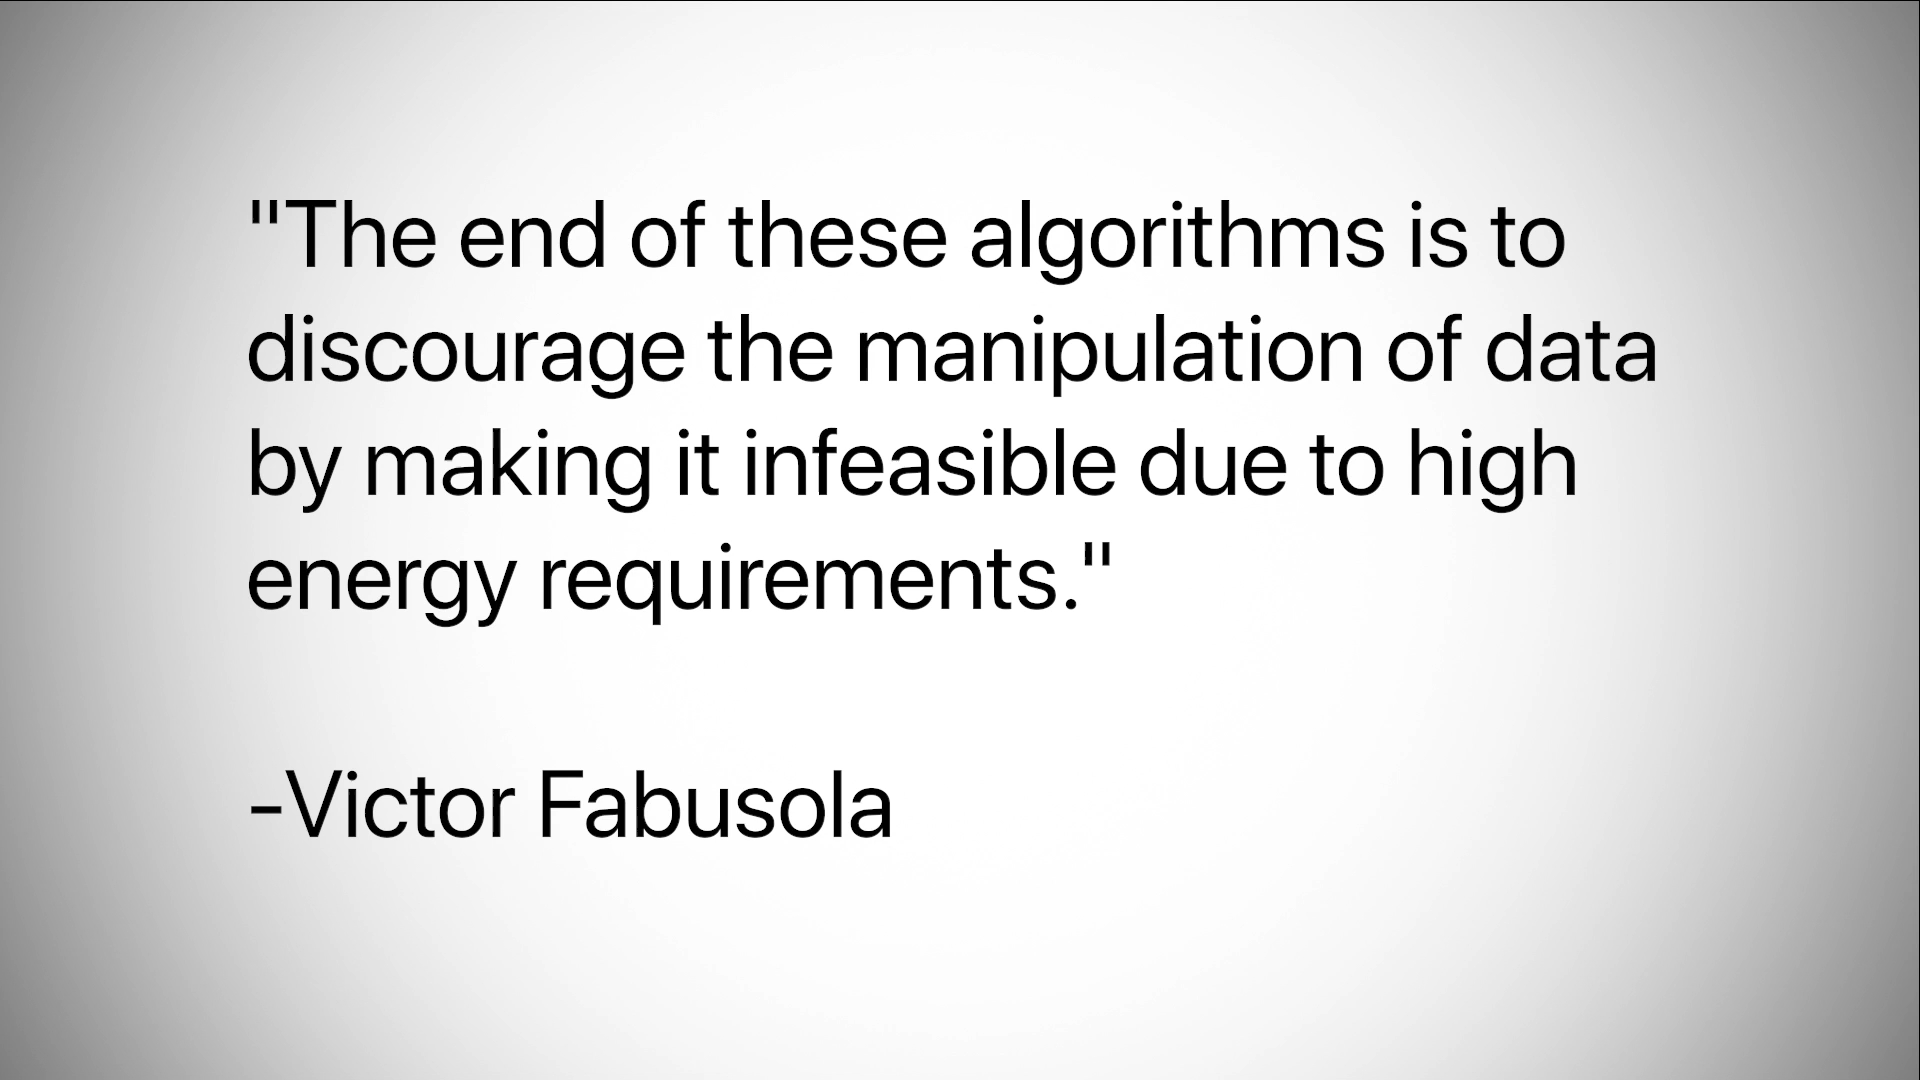 "The end of these algorithms is to
discourage the manipulation of data
by making it infeasible due to high
energy requirements."
-Victor Fabusola